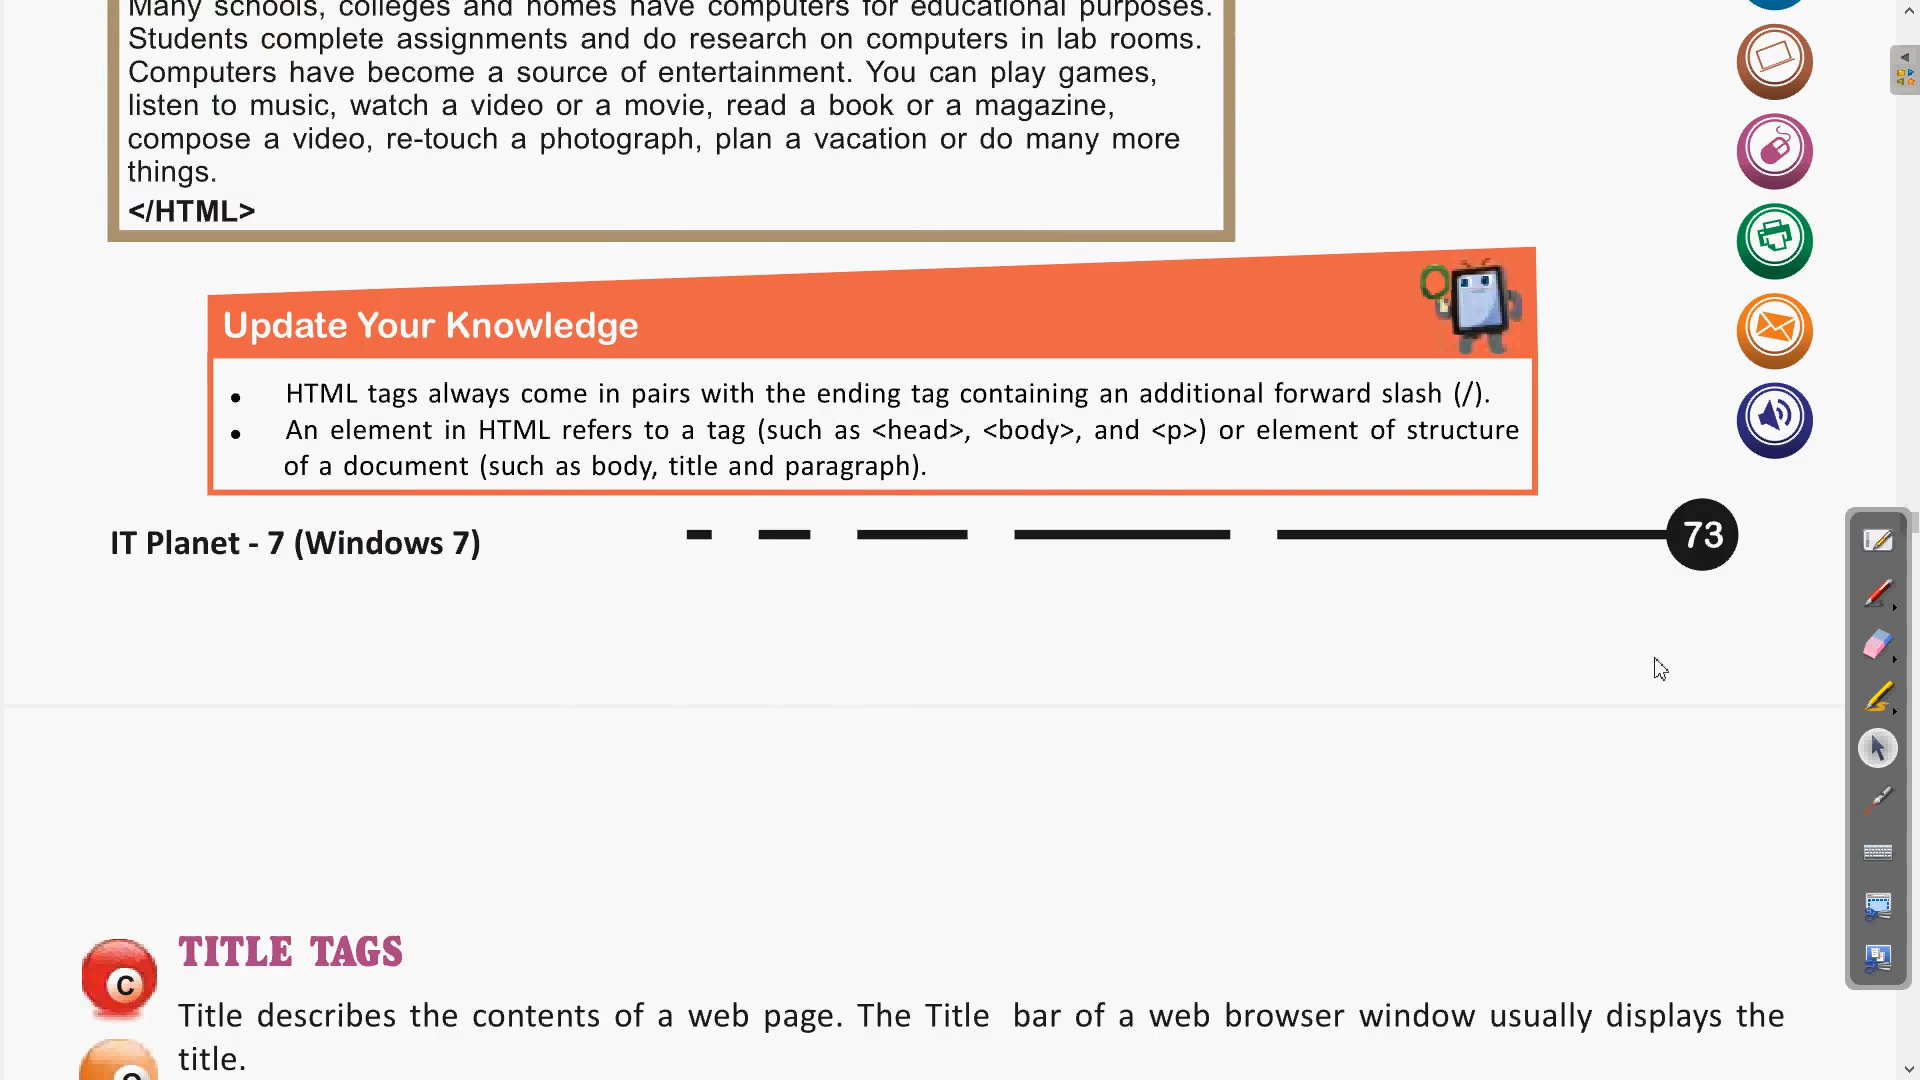 Many schools, colleges and homes have computers for educational purposes.
Students complete assignments and do research on computers in lab rooms.
Computers have become a source of entertainment. You can play games,
listen to music, watch a video or a movie, read a book or a magazine,
compose a video, re-touch a photograph, plan a vacation or do many more
things.
</HTML>
Update Your Knowledge
• HTML tags always come in pairs with the ending tag containing an additional forward slash (/).
• An element in HTML refers to a tag (such as <head>, <body>, and <p>) or element of structure
of a document (such as body, title and paragraph).
IT Planet - 7 (Windows 7)
73
TITLE TAGS
C
Title describes the contents of a web page. The Title bar of a web browser window usually displays the
title.